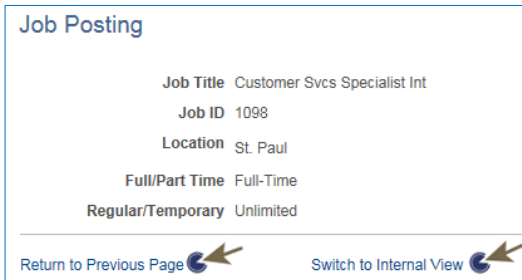 Job Posting
Job Title Customer Svcs Specialist Int
Job ID 1098
Location St. Paul
Full/Part Time Full-Time
Regular/Temporary Unlimited
Return to Previous Page Switch to Internal View